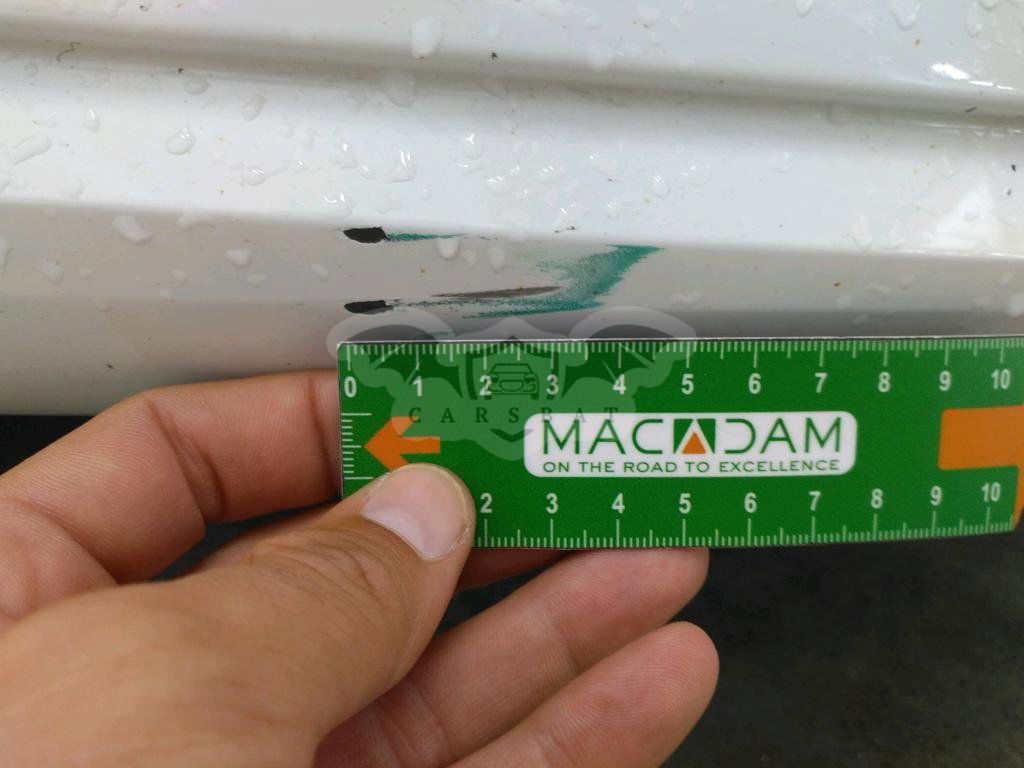 0 1 2 3 4 5 6 7 8 9 10
CARSBAT
MACADAM
ON THE ROAD TO EXCELLENCE
2 3 4 5 6 7 8 9 10